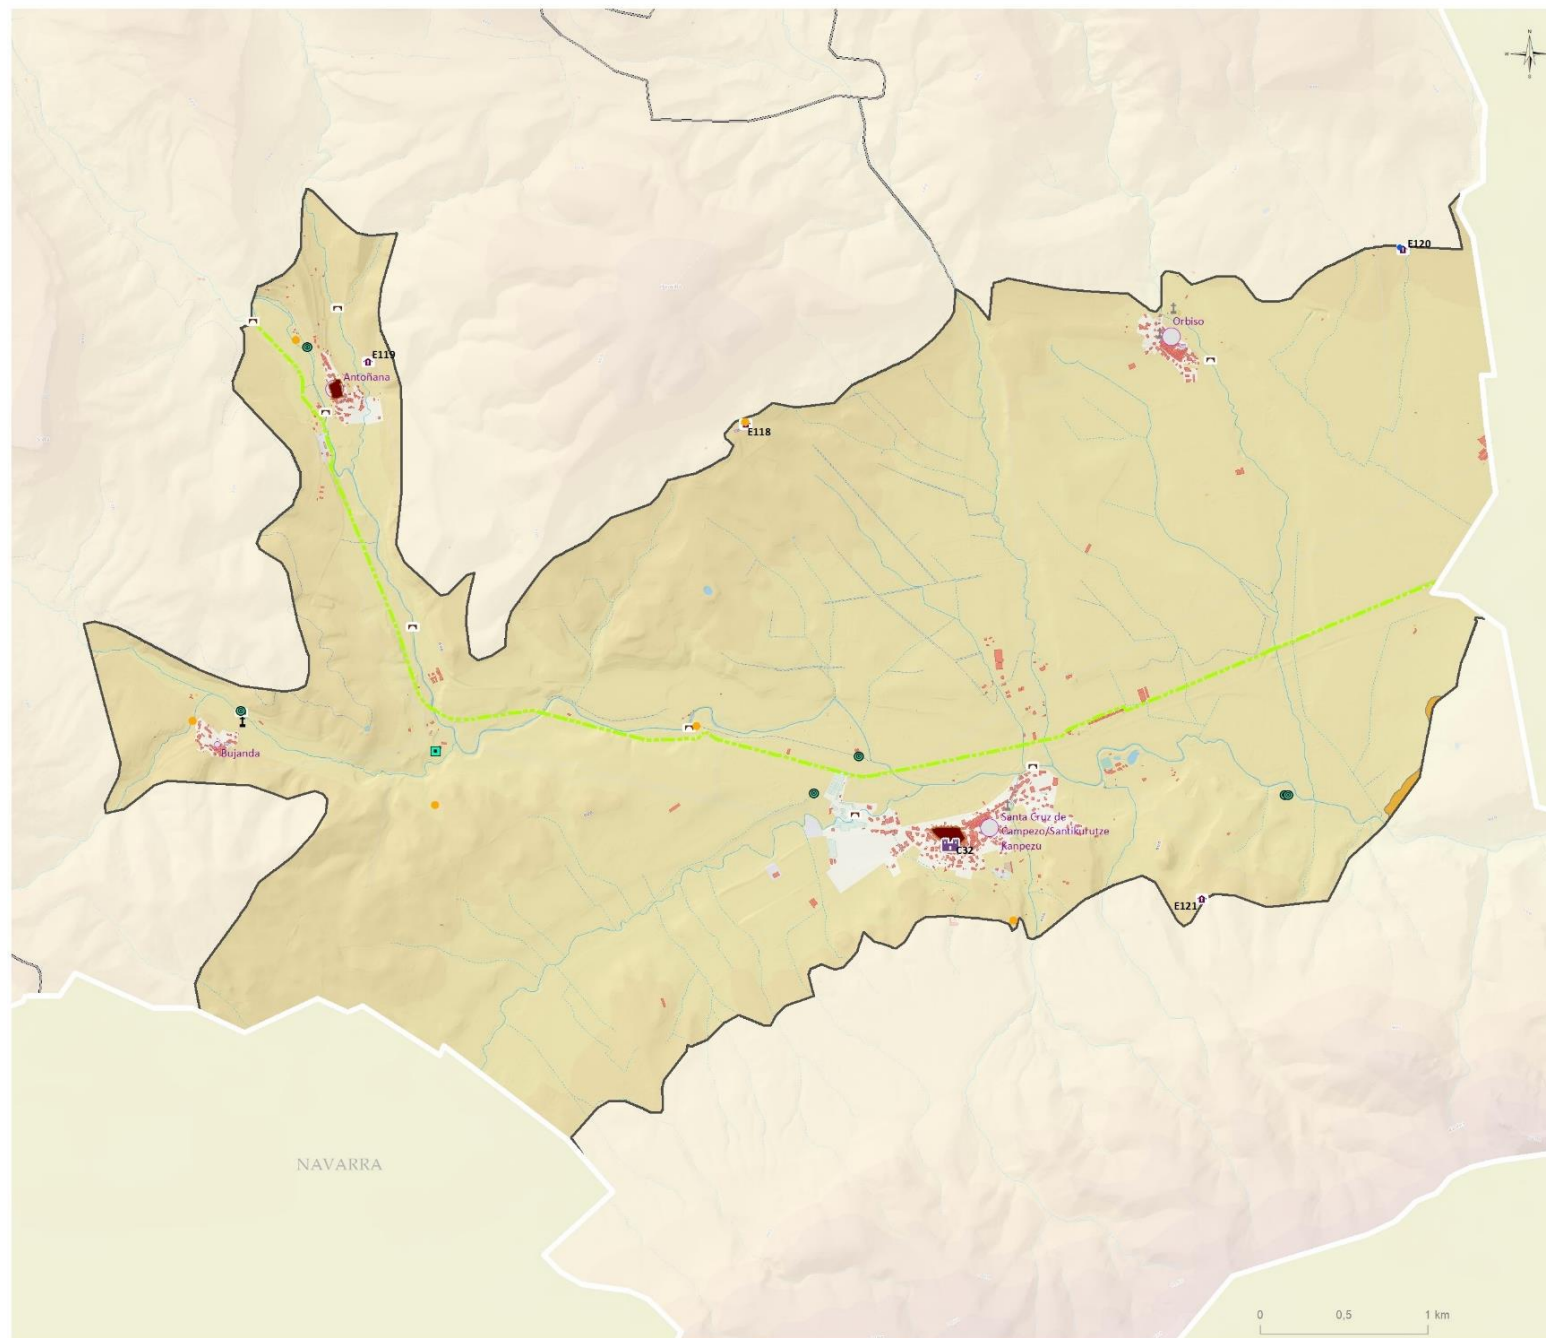 E120
Orbiso
E119
Antoñana
E118
Bujanda
Santa Cruz de
Campezo/Santikurutze
Kanpezu
C32
E121
NAVARRA
0 0,5 1 km